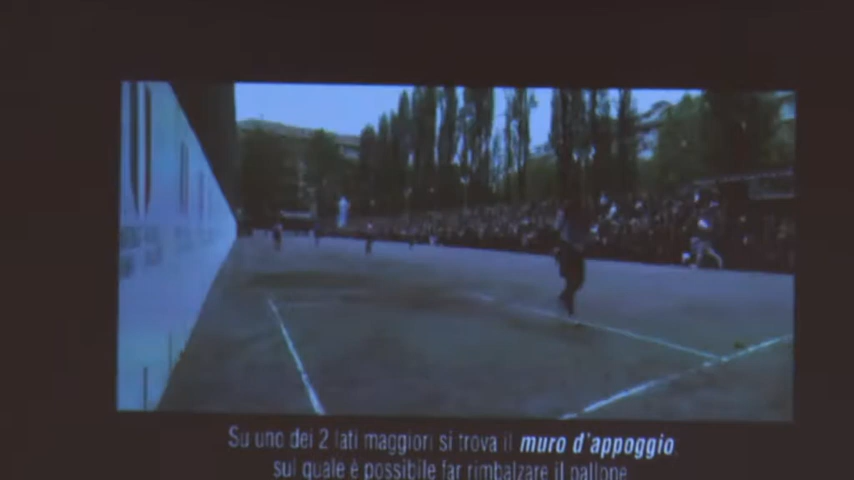 Su uno dei 2 lati maggiori si trova il muro d'appoggio,
sul quale è possibile far rimbalzare il pallone